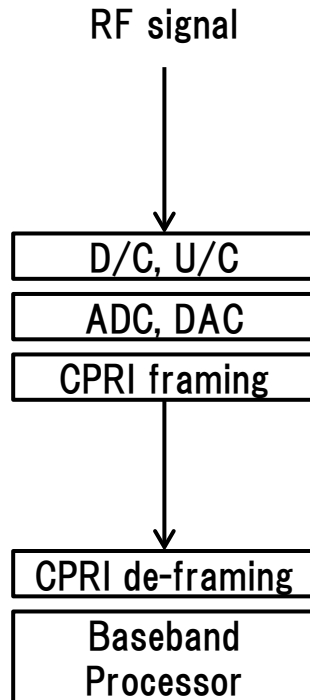 RF signal
D/C, U/C
ADC, DAC
CPRI framing
CPRI de-framing
Baseband
Processor